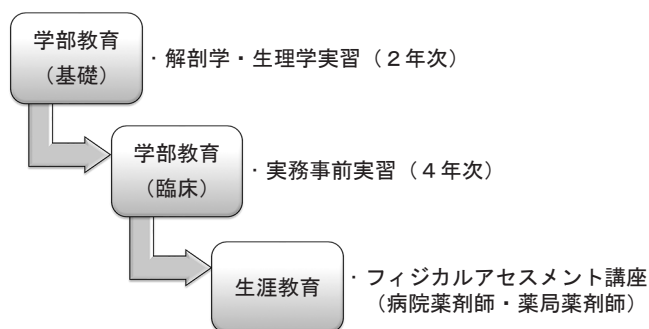 学部教育
（基礎）
・解剖学・生理学実習（２年次）
学部教育
（臨床）
・実務事前実習（４年次）
生涯教育
・フィジカルアセスメント講座
（病院薬剤師・薬局薬剤師）